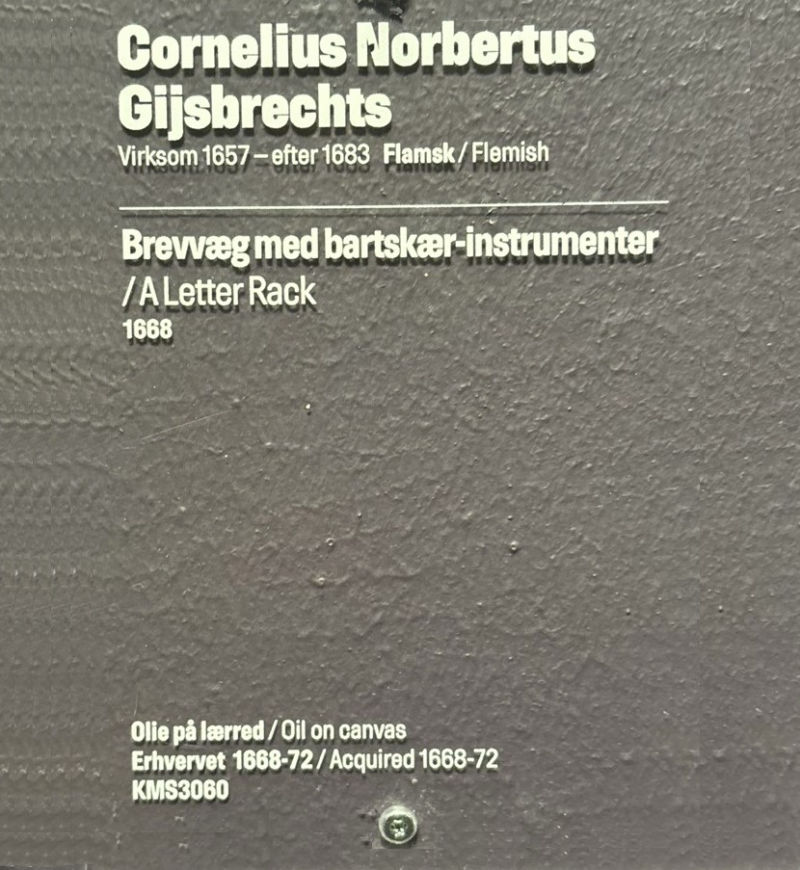 Cornelius Norbertus
Gijsbrechts
Virksom 1657 – efter 1683 Flamsk / Flemish
Brevvæg med bartskær-instrumenter
/ A Letter Rack
1668
Olie på lærred / Oil on canvas
Erhvervet 1668-72 / Acquired 1668-72
KMS3060